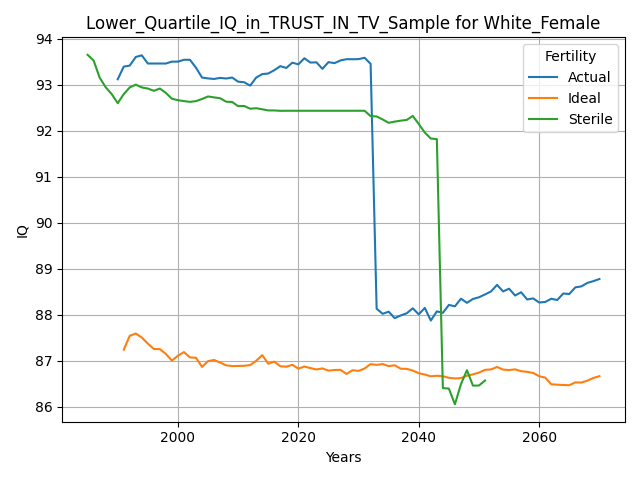 Lower_Quartile_IQ_in_TRUST_IN_TV_Sample for White_Female
94
93
92
91
90
89
88
87
86
IQ
Fertility
Actual
Ideal
Sterile
2000
2020
2040
2060
Years